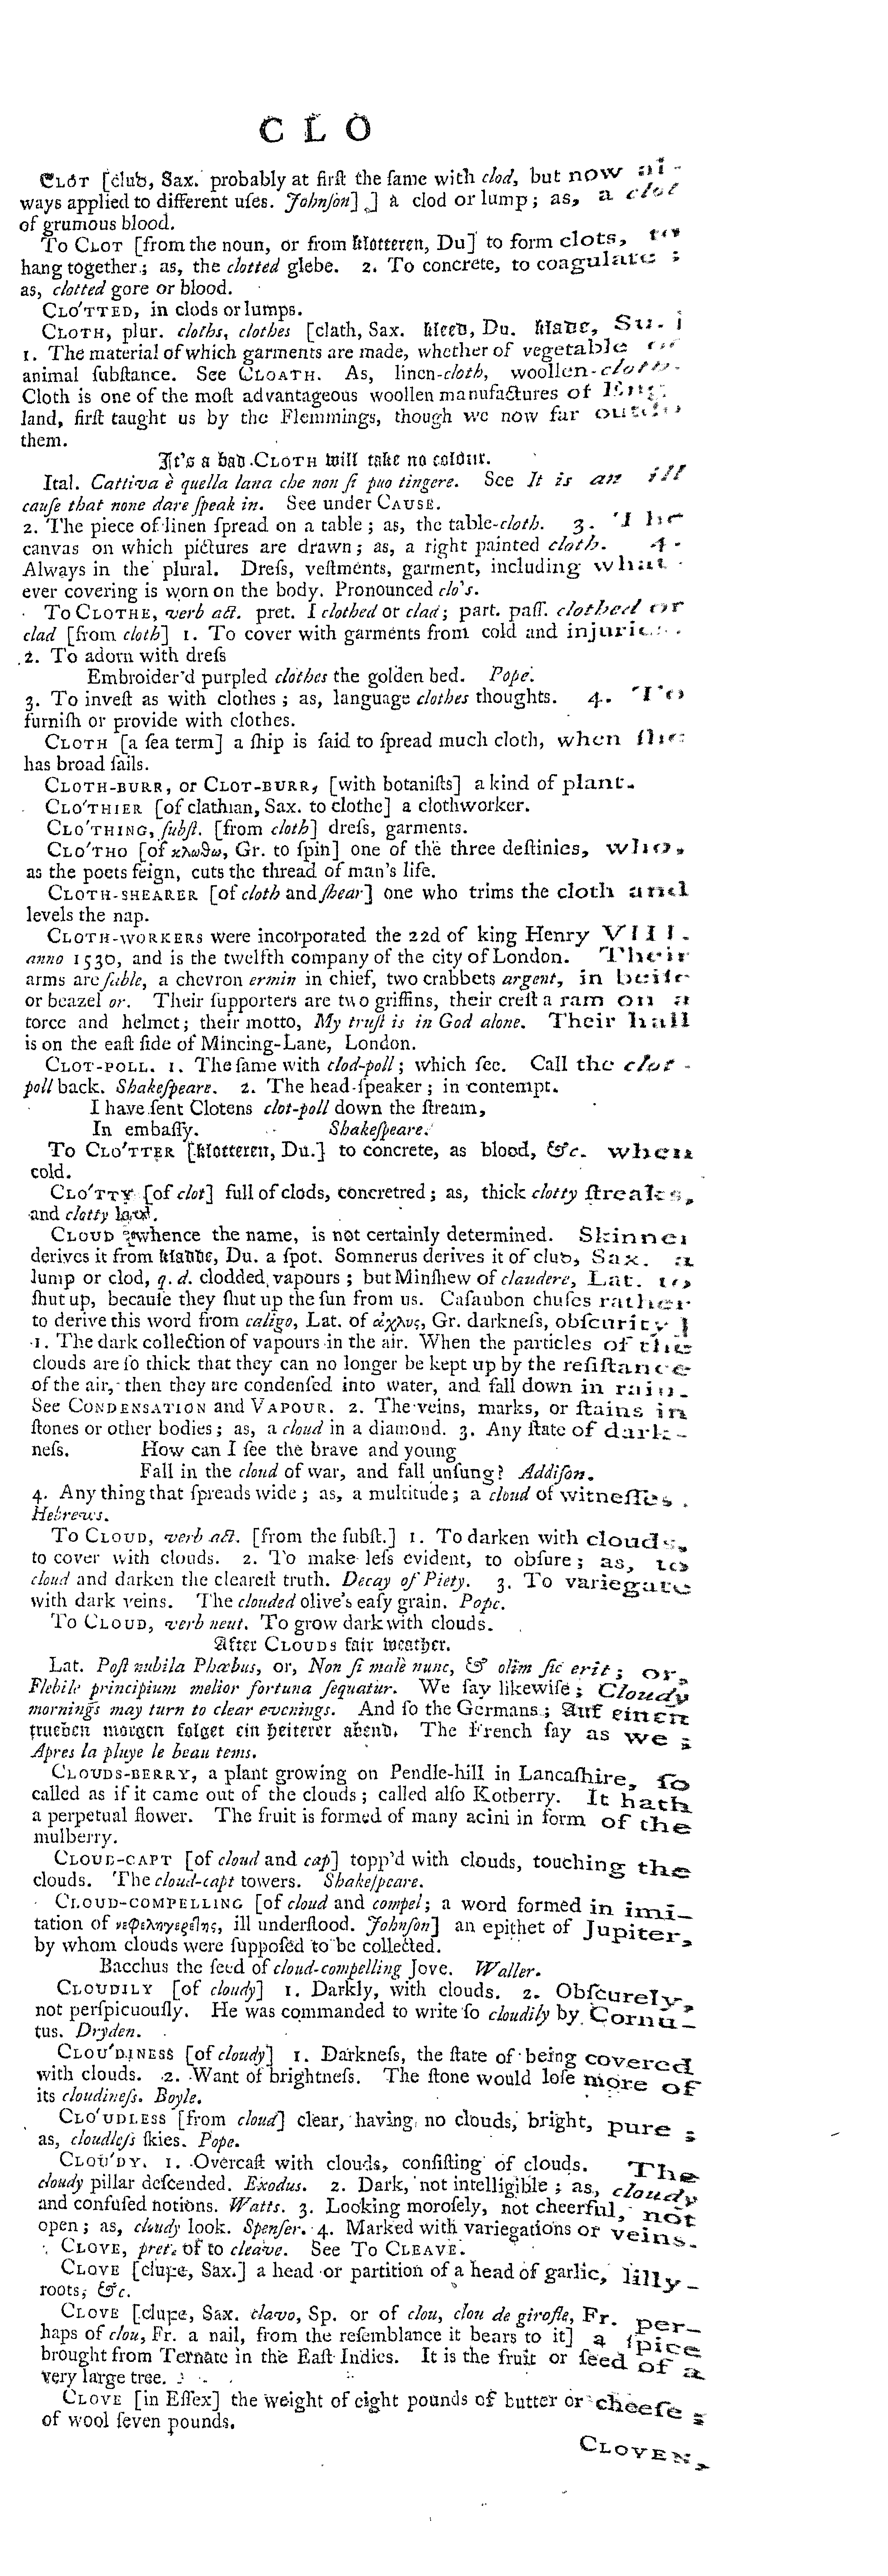 C L O
CLOT [cluꝺ, Sax. probably at firſt the ſame with clod, but now al-
ways applied to different uſes. Johnſon] ] a clod or lump; as, a clot
of grumous blood.
To CLOT [from the noun, or from klotteren, Du] to form clots, to
hang together; as, the clotted glebe. 2. To concrete, to coagulate;
as, clotted gore or blood.
CLO'TTED, in clods or lumps.
CLOTH, plur. cloths, clothes [clath, Sax. kleed, Du. klade, Su.]
1. The material of which garments are made, whether of vegetable or
animal ſubſtance. See CLOATH. As, linen-cloth, woollen-cloth.
Cloth is one of the moſt advantageous woollen manufactures of Eng-
land, firſt taught us by the Flemmings, though we now far outdo
them.
It's a bad CLOTH will take no colour.
Ital. Cattiva è quella lana che non ſi puo tingere. See It is an ill
cauſe that none dare ſpeak in. See under CAUSE.
2. The piece of linen ſpread on a table; as, the table-cloth. 3. The
canvas on which pictures are drawn; as, a right painted cloth. 4.
Always in the plural. Dreſs, veſtments, garment, including what-
ever covering is worn on the body. Pronounced clo's.
To CLOTHE, verb act. pret. I clothed or clad; part. paſſ. clothed or
clad [from cloth] 1. To cover with garments from cold and injuries.
2. To adorn with dreſs
Embroider'd purpled clothes the golden bed. Pope.
3. To inveſt as with clothes; as, language clothes thoughts. 4. To
furniſh or provide with clothes.
CLOTH [a ſea term] a ſhip is ſaid to ſpread much cloth, when ſhe
has broad ſails.
CLOTH-BURR, or CLOT-BURR, [with botaniſts] a kind of plant.
CLO'THIER [of clathian, Sax. to clothe] a clothworker.
CLO'THING, ſubſt. [from cloth] dreſs, garments.
CLO'THO [of κλωθω, Gr. to ſpin] one of the three deſtinies, who,
as the poets feign, cuts the thread of man's life.
CLOTH-SHEARER [of cloth and ſhear] one who trims the cloth and
levels the nap.
CLOTH-WORKERS were incorporated the 22d of king Henry VIII.
anno 1530, and is the twelfth company of the city of London. Their
arms are ſable, a chevron ermin in chief, two crabbets argent, in beiſe
or beazel or. Their ſupporters are two griffins, their creſt a ram on a
torce and helmet; their motto, My truſt is in God alone. Their hall
is on the eaſt ſide of Mincing-Lane, London.
CLOT-POLL. 1. The ſame with clod-poll; which ſee. Call the clot-
poll back. Shakeſpeare. 2. The head-ſpeaker; in contempt.
I have ſent Clotens clot-poll down the ſtream,
In embaſſy. Shakeſpeare.
To CLO'TTER [klotteren, Du.] to concrete, as blood, &c. when
cold.
CLO'TTY [of clot] full of clods, concretred; as, thick clotty ſtreaks,
and clotty
CLOUD whence the name, is not certainly determined. Skinner
derives it from kladde, Du. a ſpot. Somnerus derives it of cluꝺ, Sax. a
lump or clod, q. d. clodded vapours; but Minſhew of claudere, Lat. to
ſhut up, becauſe they ſhut up the ſun from us. Caſaubon chuſes rather
to derive this word from caligo, Lat. of ἀχλυς, Gr. darkneſs, obſcurity]
1. The dark collection of vapours in the air. When the particles of the
clouds are ſo thick that they can no longer be kept up by the reſiſtance
of the air, then they are condenſed into water, and fall down in rain.
See CONDENSATION and VAPOUR. 2. The veins, marks, or ſtains in
ſtones or other bodies; as, a cloud in a diamond. 3. Any ſtate of dark-
neſs. How can I ſee the brave and young
Fall in the cloud of war, and fall unſung? Addiſon.
4. Any thing that ſpreads wide; as, a multitude; a cloud of witneſſes.
Hebrews.
To CLOUD, verb act. [from the ſubſt.] 1. To darken with clouds,
to cover with clouds. 2. To make leſs evident, to obſure; as, to
cloud and darken the cleareſt truth. Decay of Piety. 3. To variegate
with dark veins. The clouded olive's eaſy grain. Pope.
To CLOUD, verb neut. To grow dark with clouds.
After CLOUDS fair weather.
Lat. Poſt nubila Phœbus, or, Non ſi male nunc, & olim ſic erit; or,
Flebile principium melior fortuna ſequatur. We ſay likewiſe; Cloudy
mornings may turn to clear evenings. And ſo the Germans; Auf einen
trueben morgen folget ein heiterer abend. The French ſay as we;
Apres la pluye le beau tems.
CLOUDS-BERRY, a plant growing on Pendle-hill in Lancaſhire, ſo
called as if it came out of the clouds; called alſo Kotberry. It hath
a perpetual flower. The fruit is formed of many acini in form of the
mulberry.
CLOUD-CAPT [of cloud and cap] topp'd with clouds, touching the
clouds. The cloud-capt towers. Shakeſpeare.
CLOUD-COMPELLING [of cloud and compel; a word formed in imi-
tation of νεφεληγερέτης, ill underſtood. Johnſon] an epithet of Jupiter,
by whom clouds were ſuppoſed to be collected.
Bacchus the ſeed of cloud-compelling Jove. Waller.
CLOUDILY [of cloudy] 1. Darkly, with clouds. 2. Obſcurely,
not perſpicuouſly. He was commanded to write ſo cloudily by Cornu-
tus. Dryden.
CLOU'DINESS [of cloudy] 1. Darkneſs, the ſtate of being covered
with clouds. 2. Want of brightneſs. The ſtone would loſe more of
its cloudineſs. Boyle.
CLO'UDLESS [from cloud] clear, having no clouds, bright, pure;
as, cloudleſs ſkies. Pope.
CLOU'DY. 1. Overcaſt with clouds, conſiſting of clouds. The
cloudy pillar deſcended. Exodus. 2. Dark, not intelligible; as, cloudy
and confuſed notions. Watts. 3. Looking moroſely, not cheerful, not
open; as, cloudy look. Spenſer. 4. Marked with variegations or veins.
CLOVE, pret. of to cleave. See To CLEAVE.
CLOVE [cluꝼe, Sax.] a head or partition of a head of garlic, lilly-
roots, &c.
CLOVE [cluꝼe, Sax. clavo, Sp. or of clou, clou de girofle, Fr. per-
haps of clou, Fr. a nail, from the reſemblance it bears to it] a ſpice
brought from Ternate in the Eaſt Indies. It is the fruit or ſeed of a
very large tree.
CLOVE [in Eſſex] the weight of eight pounds of butter or cheeſe;
of wool ſeven pounds.
CLOVEN,